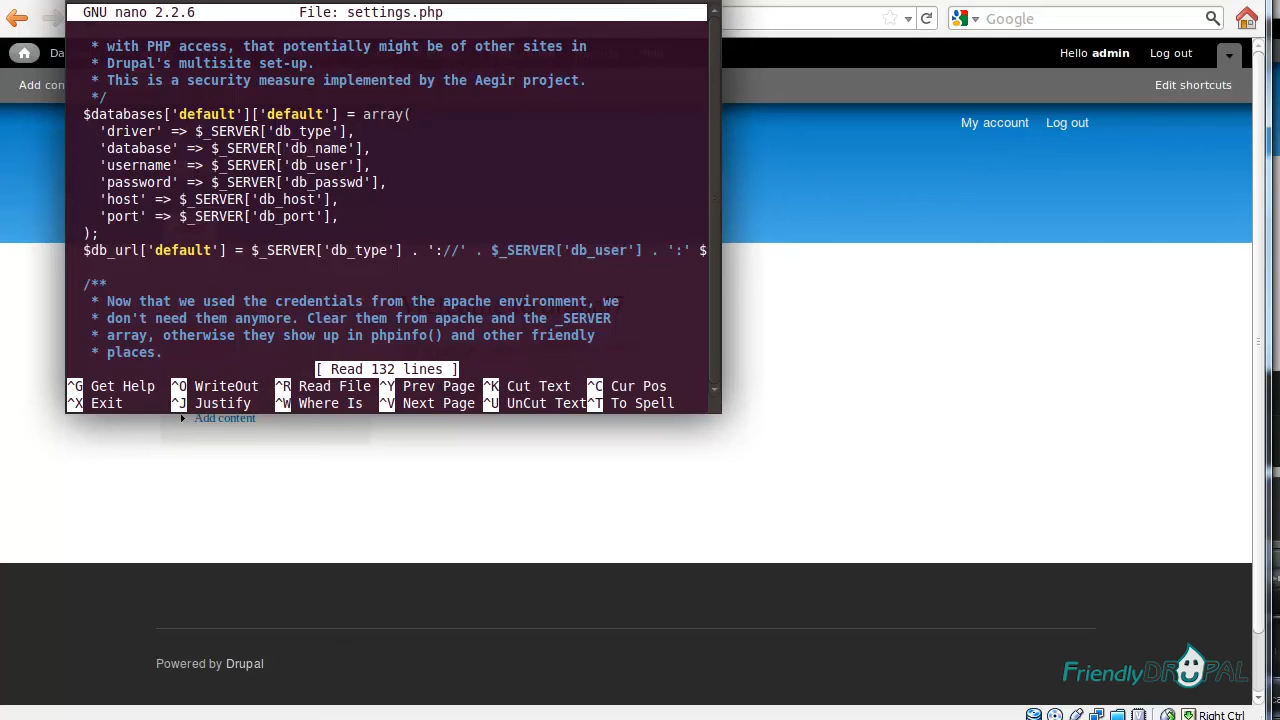 GNU nano 2.2.6 File: settings.php
* with PHP access, that potentially might be of other sites in
* Drupal's multisite set-up.
* This is a security measure implemented by the Aegir project.
*/
$databases['default']['default'] = array(
'driver' => $_SERVER['db_type'],
'database' => $_SERVER['db_name'],
'username' => $_SERVER['db_user'],
'password' => $_SERVER['db_passwd'],
'host' => $_SERVER['db_host'],
'port' => $_SERVER['db_port'],
);
$db_url['default'] = $_SERVER['db_type'] . '://' . $_SERVER['db_user'] . ':' $
/**
* Now that we used the credentials from the apache environment, we
* don't need them anymore. Clear them from apache and the _SERVER
* array, otherwise they show up in phpinfo() and other friendly
* places.
[ Read 132 lines ]
^G Get Help ^O WriteOut ^R Read File ^Y Prev Page ^K Cut Text ^C Cur Pos
^X Exit ^J Justify ^W Where Is ^V Next Page ^U UnCut Text ^T To Spell
Google
Da
Hello admin Log out
Add con
Edit shortcuts
My account Log out
Add content
Powered by Drupal
FriendlyDRUPAL
Right Ctrl